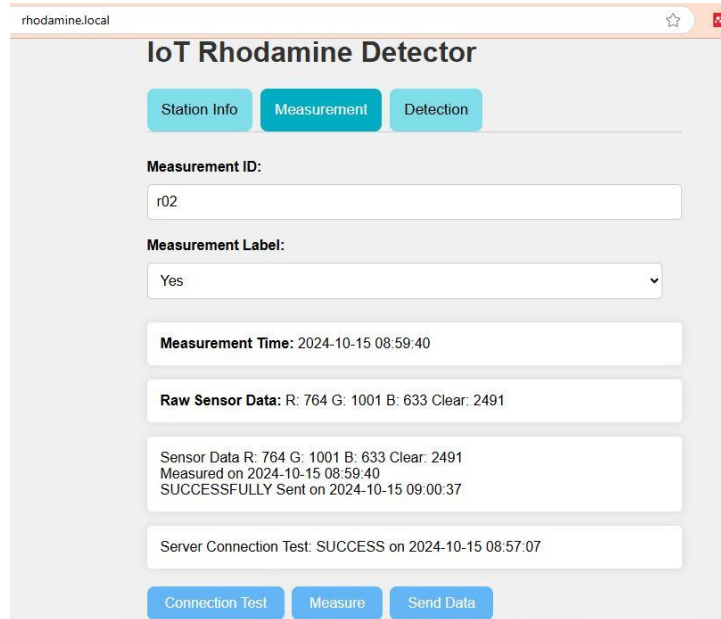 rhodamine.local
IoT Rhodamine Detector
Station Info Measurement Detection
Measurement ID:
r02
Measurement Label:
Yes
Measurement Time: 2024-10-15 08:59:40
Raw Sensor Data: R: 764 G: 1001 B: 633 Clear: 2491
Sensor Data R: 764 G: 1001 B: 633 Clear: 2491
Measured on 2024-10-15 08:59:40
SUCCESSFULLY Sent on 2024-10-15 09:00:37
Server Connection Test: SUCCESS on 2024-10-15 08:57:07
Connection Test Measure Send Data